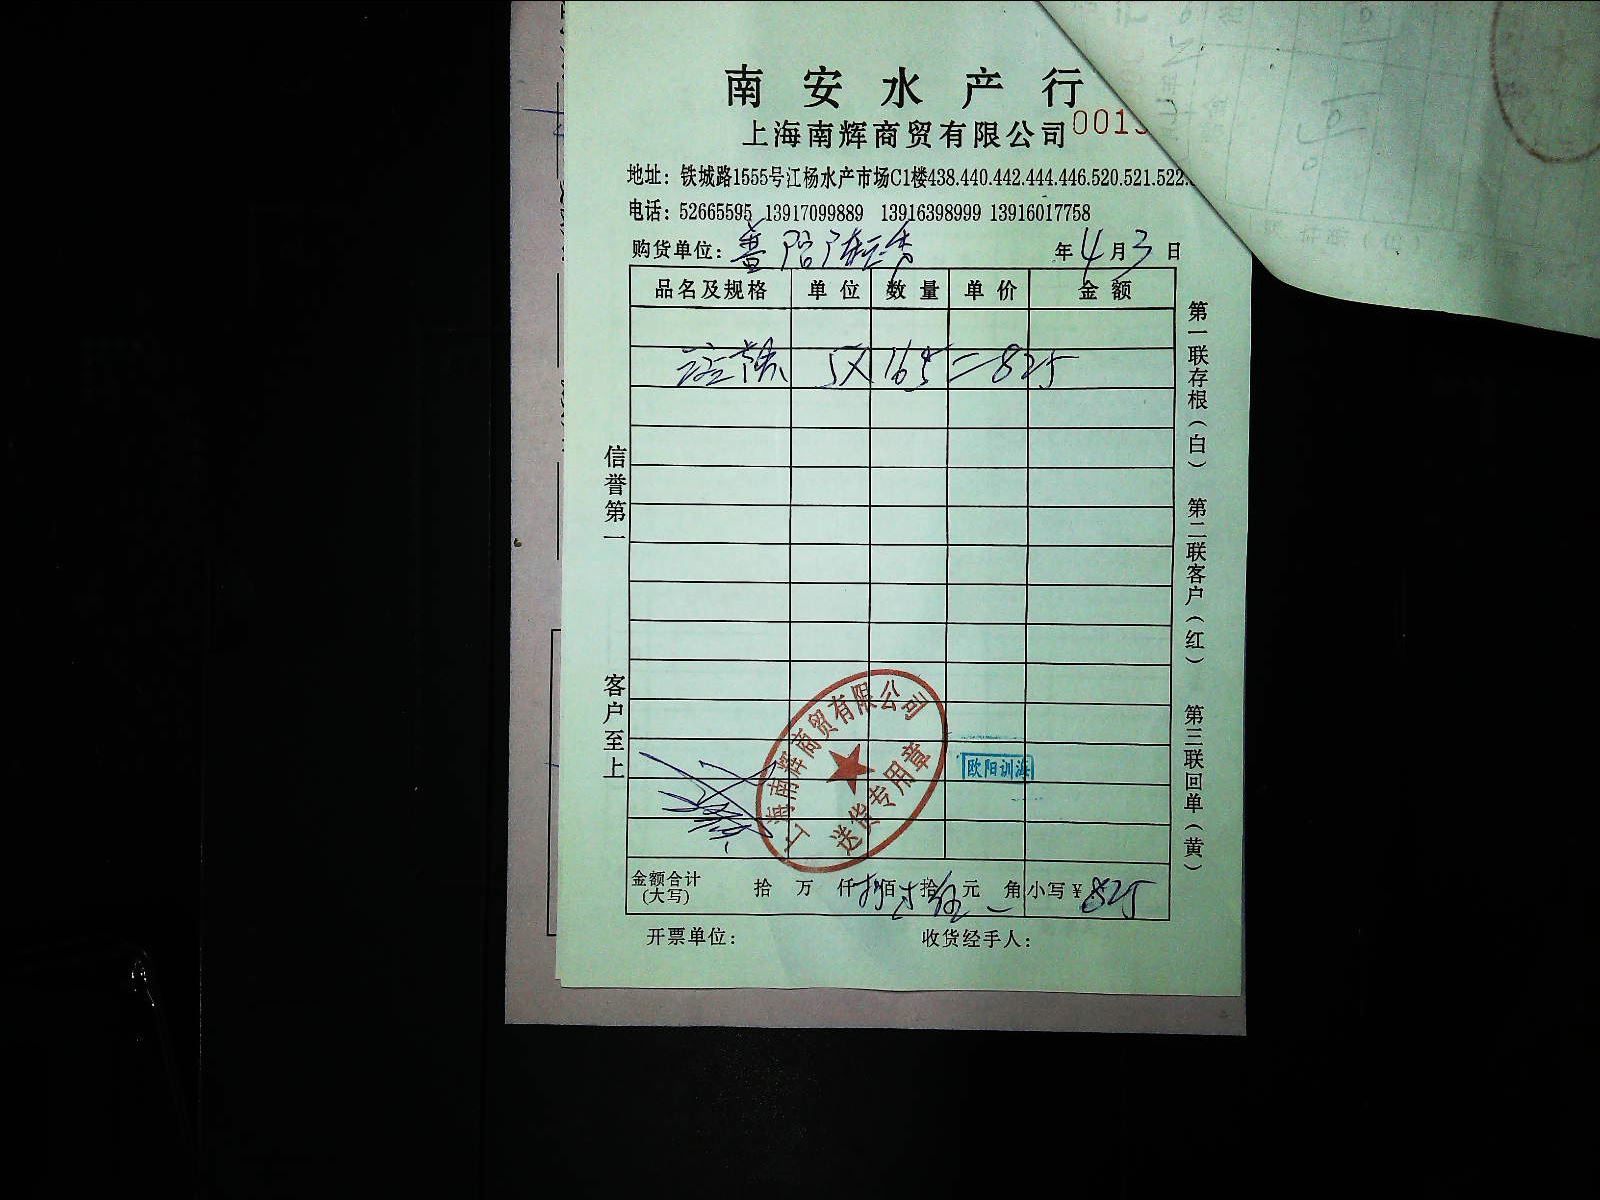 南安水产行
上海南辉商贸有限公司 001
地址：铁城路1555号江杨水产市场C1楼438.440.442.444.446.520.521.522.
电话：52665595 13917099889 13916398999 13916017758
购货单位：
年4月3日
品名及规格 单位 数量 单价 金额
5X165=825
信誉第一
客户至上
第一联存根（白） 第二联客户（红） 第三联回单（黄）
上海南辉商贸有限公司
送货专用章
欧阳训海
金额合计（大写） 拾 万 仟 佰 拾 元 角 小写￥825
开票单位： 收货经手人：